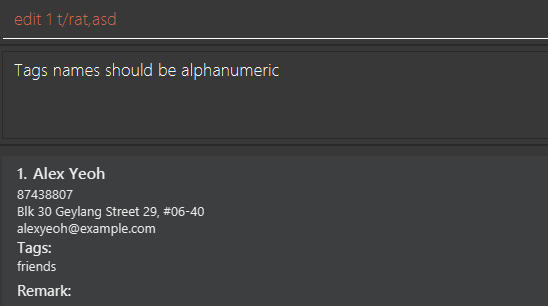 edit 1 t/rat,asd
Tags names should be alphanumeric
1. Alex Yeoh
87438807
Blk 30 Geylang Street 29, #06-40
alexyeoh@example.com
Tags:
friends
Remark: